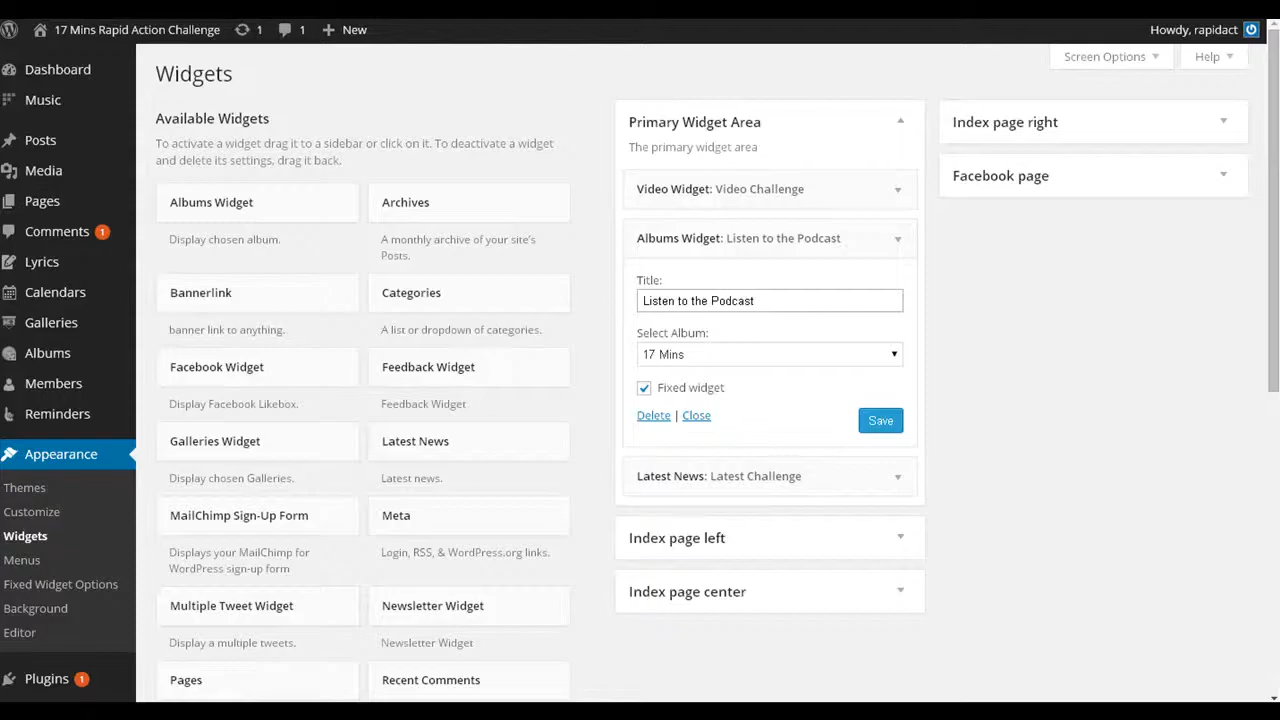 17 Mins Rapid Action Challenge 1 1 New Howdy, rapidact
Screen Options Help
Dashboard
Music
Posts
Media
Pages
Comments 1
Lyrics
Calendars
Galleries
Albums
Members
Reminders
Appearance
Themes
Customize
Widgets
Menus
Fixed Widget Options
Background
Editor
Plugins 1
Widgets
Available Widgets
To activate a widget drag it to a sidebar or click on it. To deactivate a widget
and delete its settings, drag it back.
Albums Widget
Display chosen album.
Archives
A monthly archive of your site's
Posts.
Bannerlink
banner link to anything.
Categories
A list or dropdown of categories.
Facebook Widget
Display Facebook Likebox.
Feedback Widget
Feedback Widget
Galleries Widget
Display chosen Galleries.
Latest News
Latest news.
MailChimp Sign-Up Form
Displays your MailChimp for
WordPress sign-up form
Meta
Login, RSS, & WordPress.org links.
Multiple Tweet Widget
Display a multiple tweets.
Newsletter Widget
Newsletter Widget
Pages
Recent Comments
Primary Widget Area
The primary widget area
Video Widget: Video Challenge
Albums Widget: Listen to the Podcast
Title:
Listen to the Podcast
Select Album:
17 Mins
Fixed widget
Delete | Close Save
Latest News: Latest Challenge
Index page left
Index page center
Index page right
Facebook page